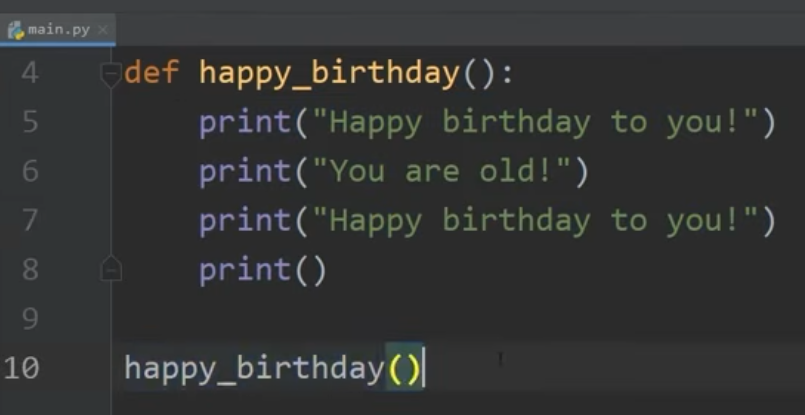 main.py
4 def happy_birthday():
5 print("Happy birthday to you!")
6 print("You are old!")
7 print("Happy birthday to you!")
8 print()
9
10 happy_birthday()